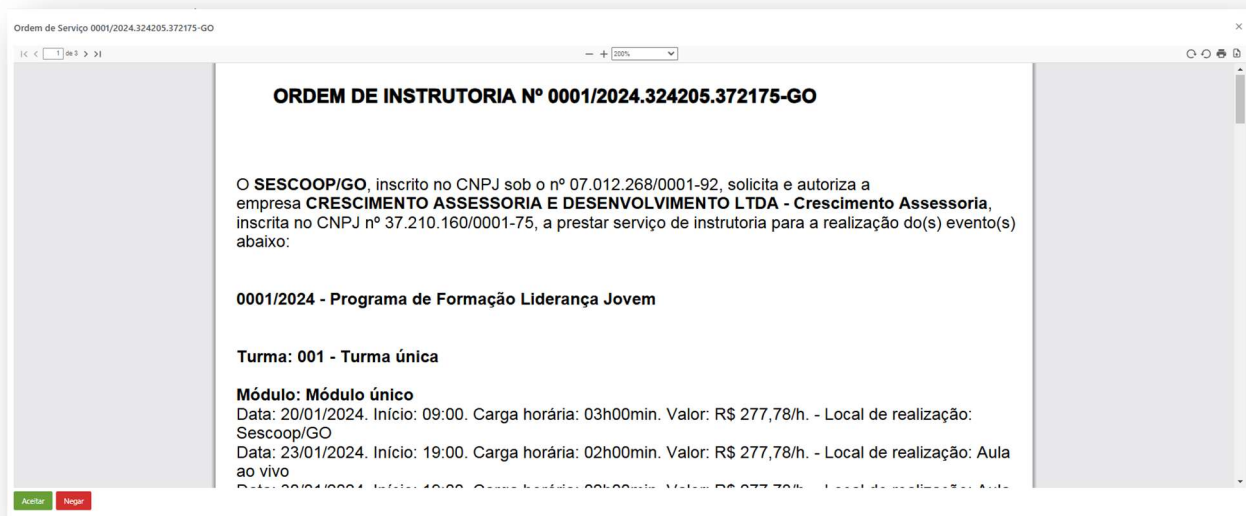 Ordem de Serviço 0001/2024.324205.372175-GO
1 de 3
200%
ORDEM DE INSTRUTORIA Nº 0001/2024.324205.372175-GO
O SESCOOP/GO, inscrito no CNPJ sob o nº 07.012.268/0001-92, solicita e autoriza a
empresa CRESCIMENTO ASSESSORIA E DESENVOLVIMENTO LTDA - Crescimento Assessoria,
inscrita no CNPJ nº 37.210.160/0001-75, a prestar serviço de instrutoria para a realização do(s) evento(s)
abaixo:
0001/2024 - Programa de Formação Liderança Jovem
Turma: 001 - Turma única
Módulo: Módulo único
Data: 20/01/2024. Início: 09:00. Carga horária: 03h00min. Valor: R$ 277,78/h. - Local de realização:
Sescoop/GO
Data: 23/01/2024. Início: 19:00. Carga horária: 02h00min. Valor: R$ 277,78/h. - Local de realização: Aula
ao vivo
Aceitar Negar